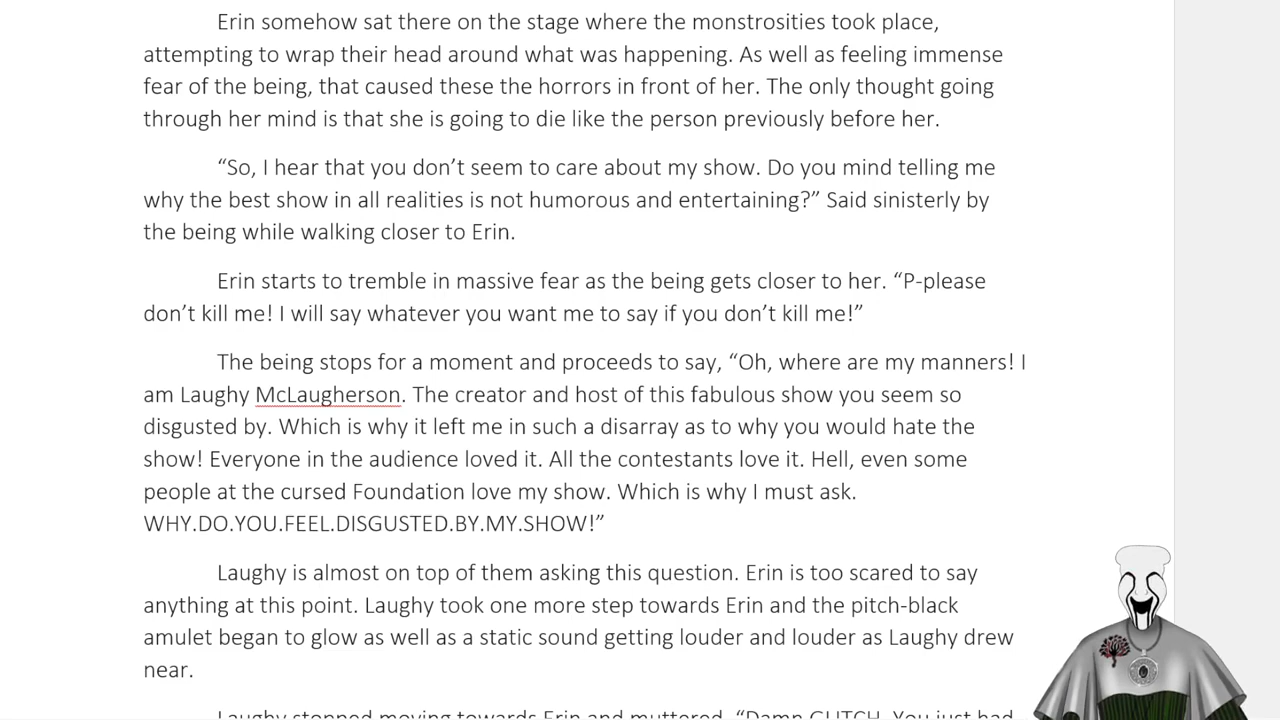 Erin somehow sat there on the stage where the monstrosities took place,
attempting to wrap their head around what was happening. As well as feeling immense
fear of the being, that caused these the horrors in front of her. The only thought going
through her mind is that she is going to die like the person previously before her.
“So, I hear that you don’t seem to care about my show. Do you mind telling me
why the best show in all realities is not humorous and entertaining?” Said sinisterly by
the being while walking closer to Erin.
Erin starts to tremble in massive fear as the being gets closer to her. “P-please
don’t kill me! I will say whatever you want me to say if you don’t kill me!”
The being stops for a moment and proceeds to say, “Oh, where are my manners! I
am Laughy McLaugherson. The creator and host of this fabulous show you seem so
disgusted by. Which is why it left me in such a disarray as to why you would hate the
show! Everyone in the audience loved it. All the contestants love it. Hell, even some
people at the cursed Foundation love my show. Which is why I must ask.
WHY.DO.YOU.FEEL.DISGUSTED.BY.MY.SHOW!”
Laughy is almost on top of them asking this question. Erin is too scared to say
anything at this point. Laughy took one more step towards Erin and the pitch-black
amulet began to glow as well as a static sound getting louder and louder as Laughy drew
near.
Laughy stopped moving towards Erin and muttered, “Damn GLITCH. You just had